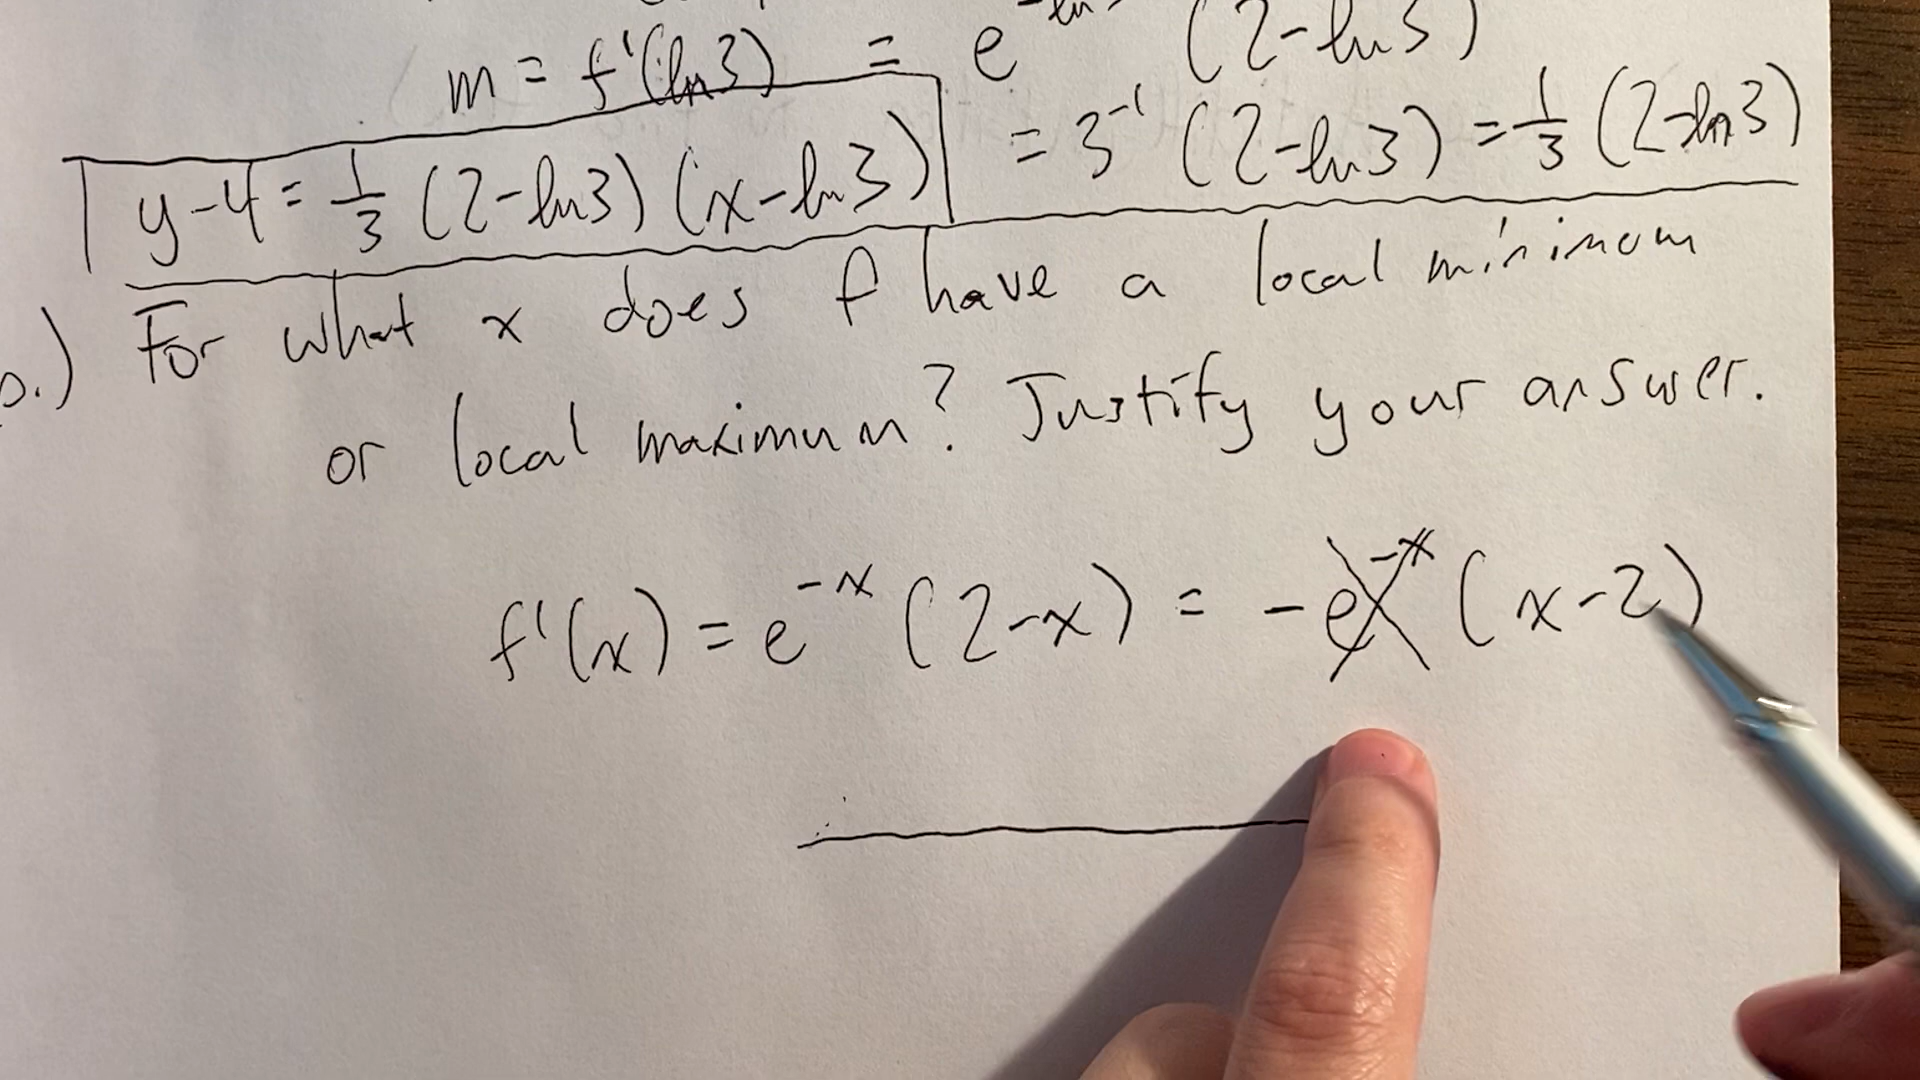 m = f'(ln3) = e^-ln (2-ln3)
= 3^-1 (2-ln3) = 1/3 (2-ln3)
y-4 = 1/3 (2-ln3) (x-ln3)
b.) For what x does f have a local minimum
or local maximum? Justify your answer.
f'(x) = e^-x (2-x) = -e^-x (x-2)